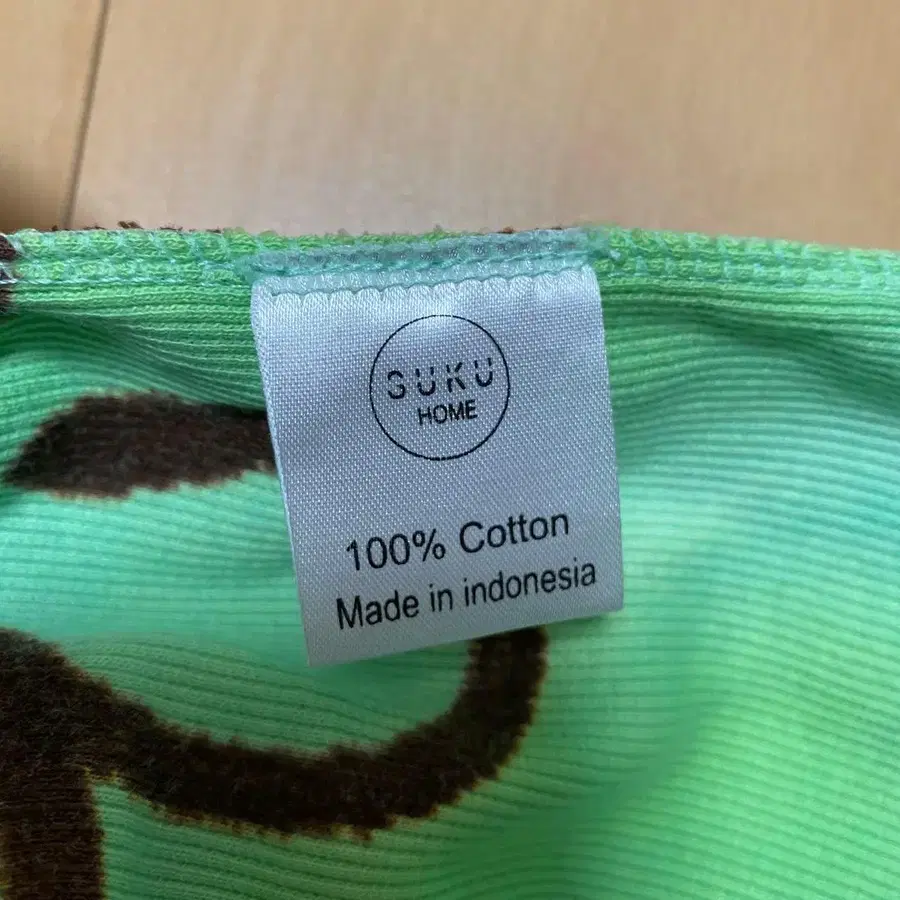 SUKU
HOME
100% Cotton
Made in indonesia